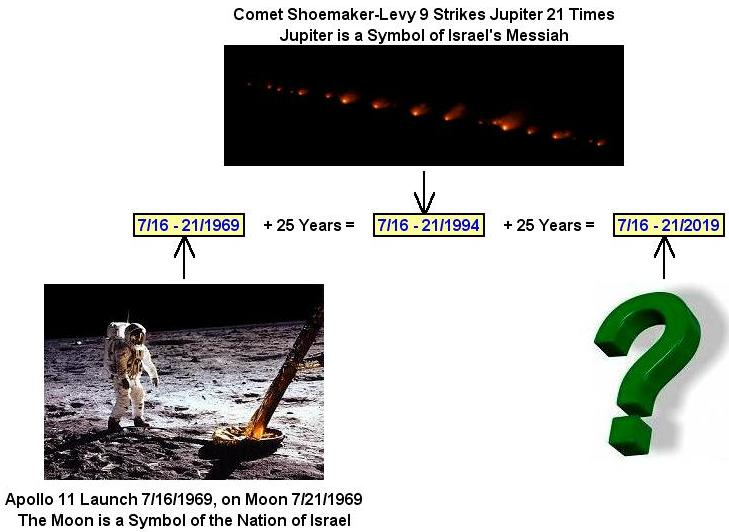 Comet Shoemaker-Levy 9 Strikes Jupiter 21 Times
Jupiter is a Symbol of Israel's Messiah
7/16 - 21/1969 + 25 Years = 7/16 - 21/1994 + 25 Years = 7/16 - 21/2019
Apollo 11 Launch 7/16/1969, on Moon 7/21/1969
The Moon is a Symbol of the Nation of Israel